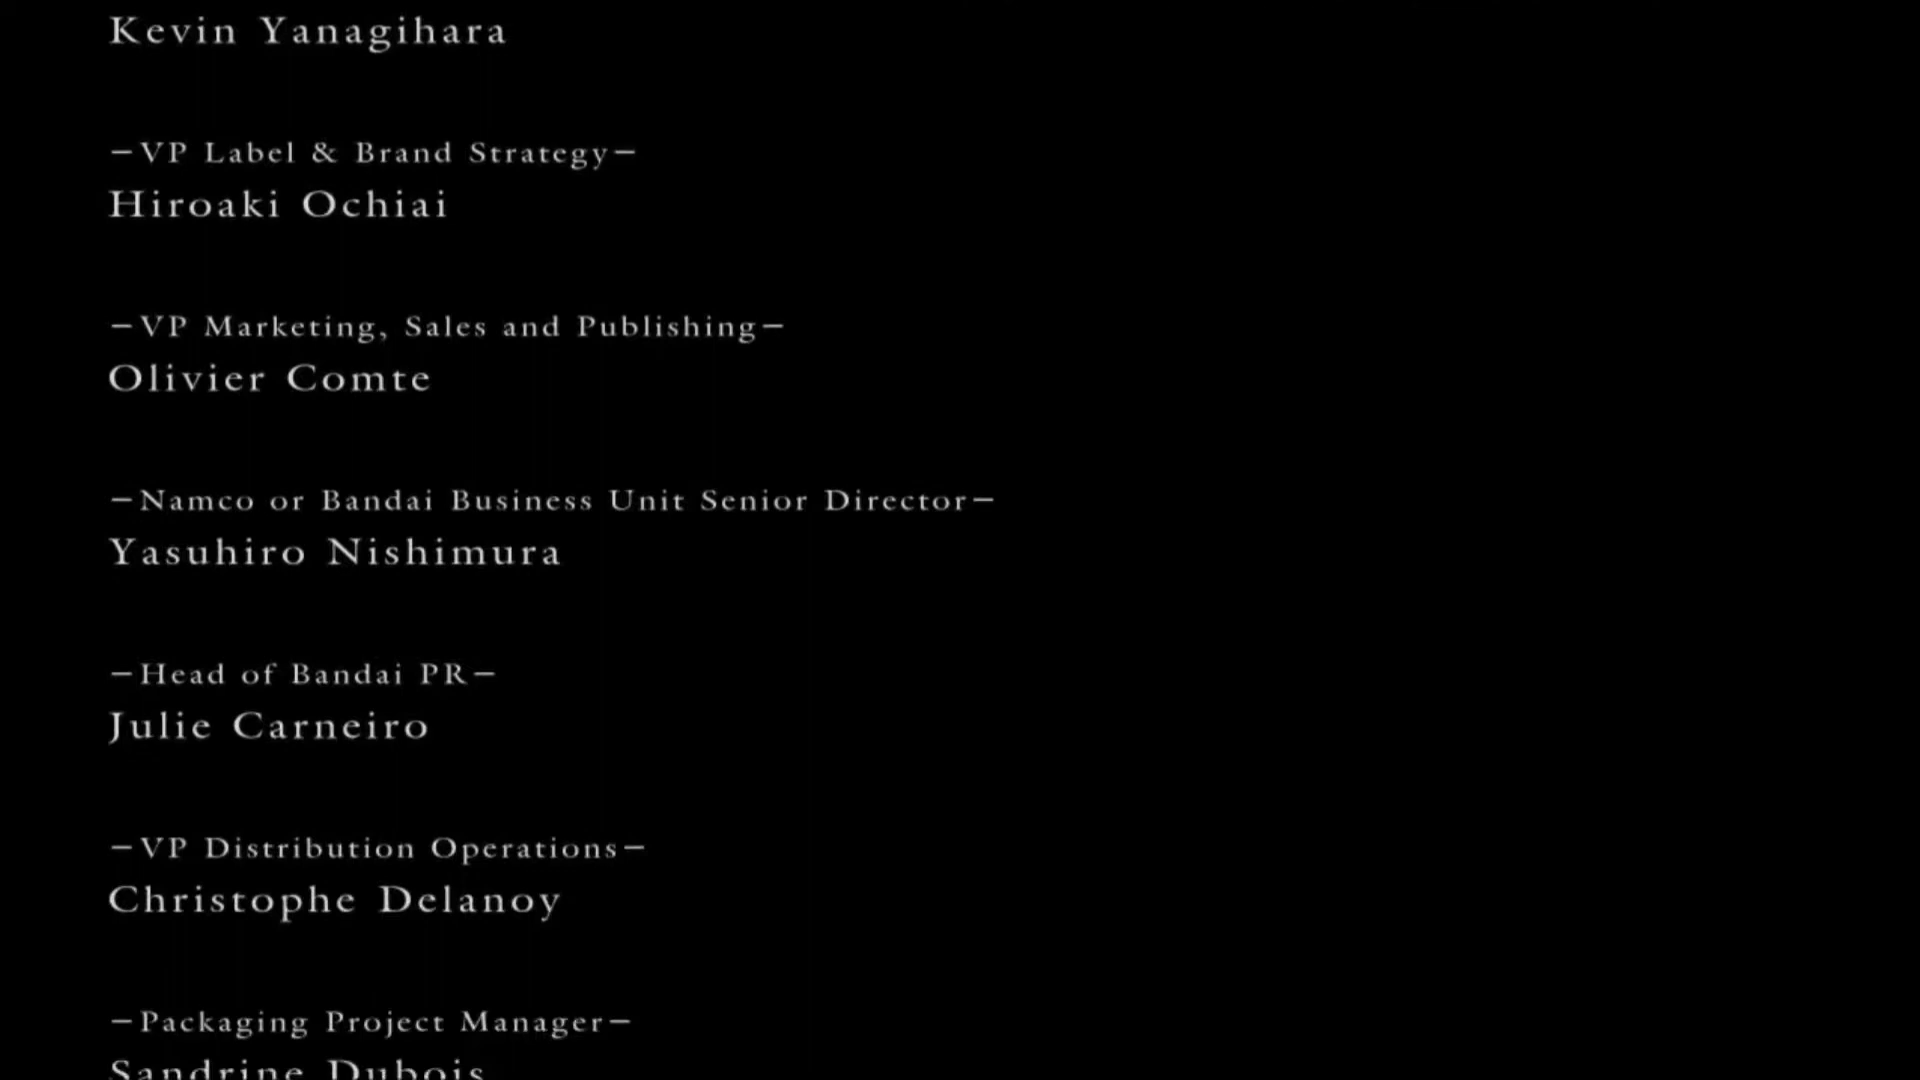 Kevin Yanagihara
—VP Label & Brand Strategy—
Hiroaki Ochiai
—VP Marketing, Sales and Publishing—
Olivier Comte
—Namco or Bandai Business Unit Senior Director—
Yasuhiro Nishimura
—Head of Bandai PR—
Julie Carneiro
—VP Distribution Operations—
Christophe Delanoy
—Packaging Project Manager—
Sandrine Dubois